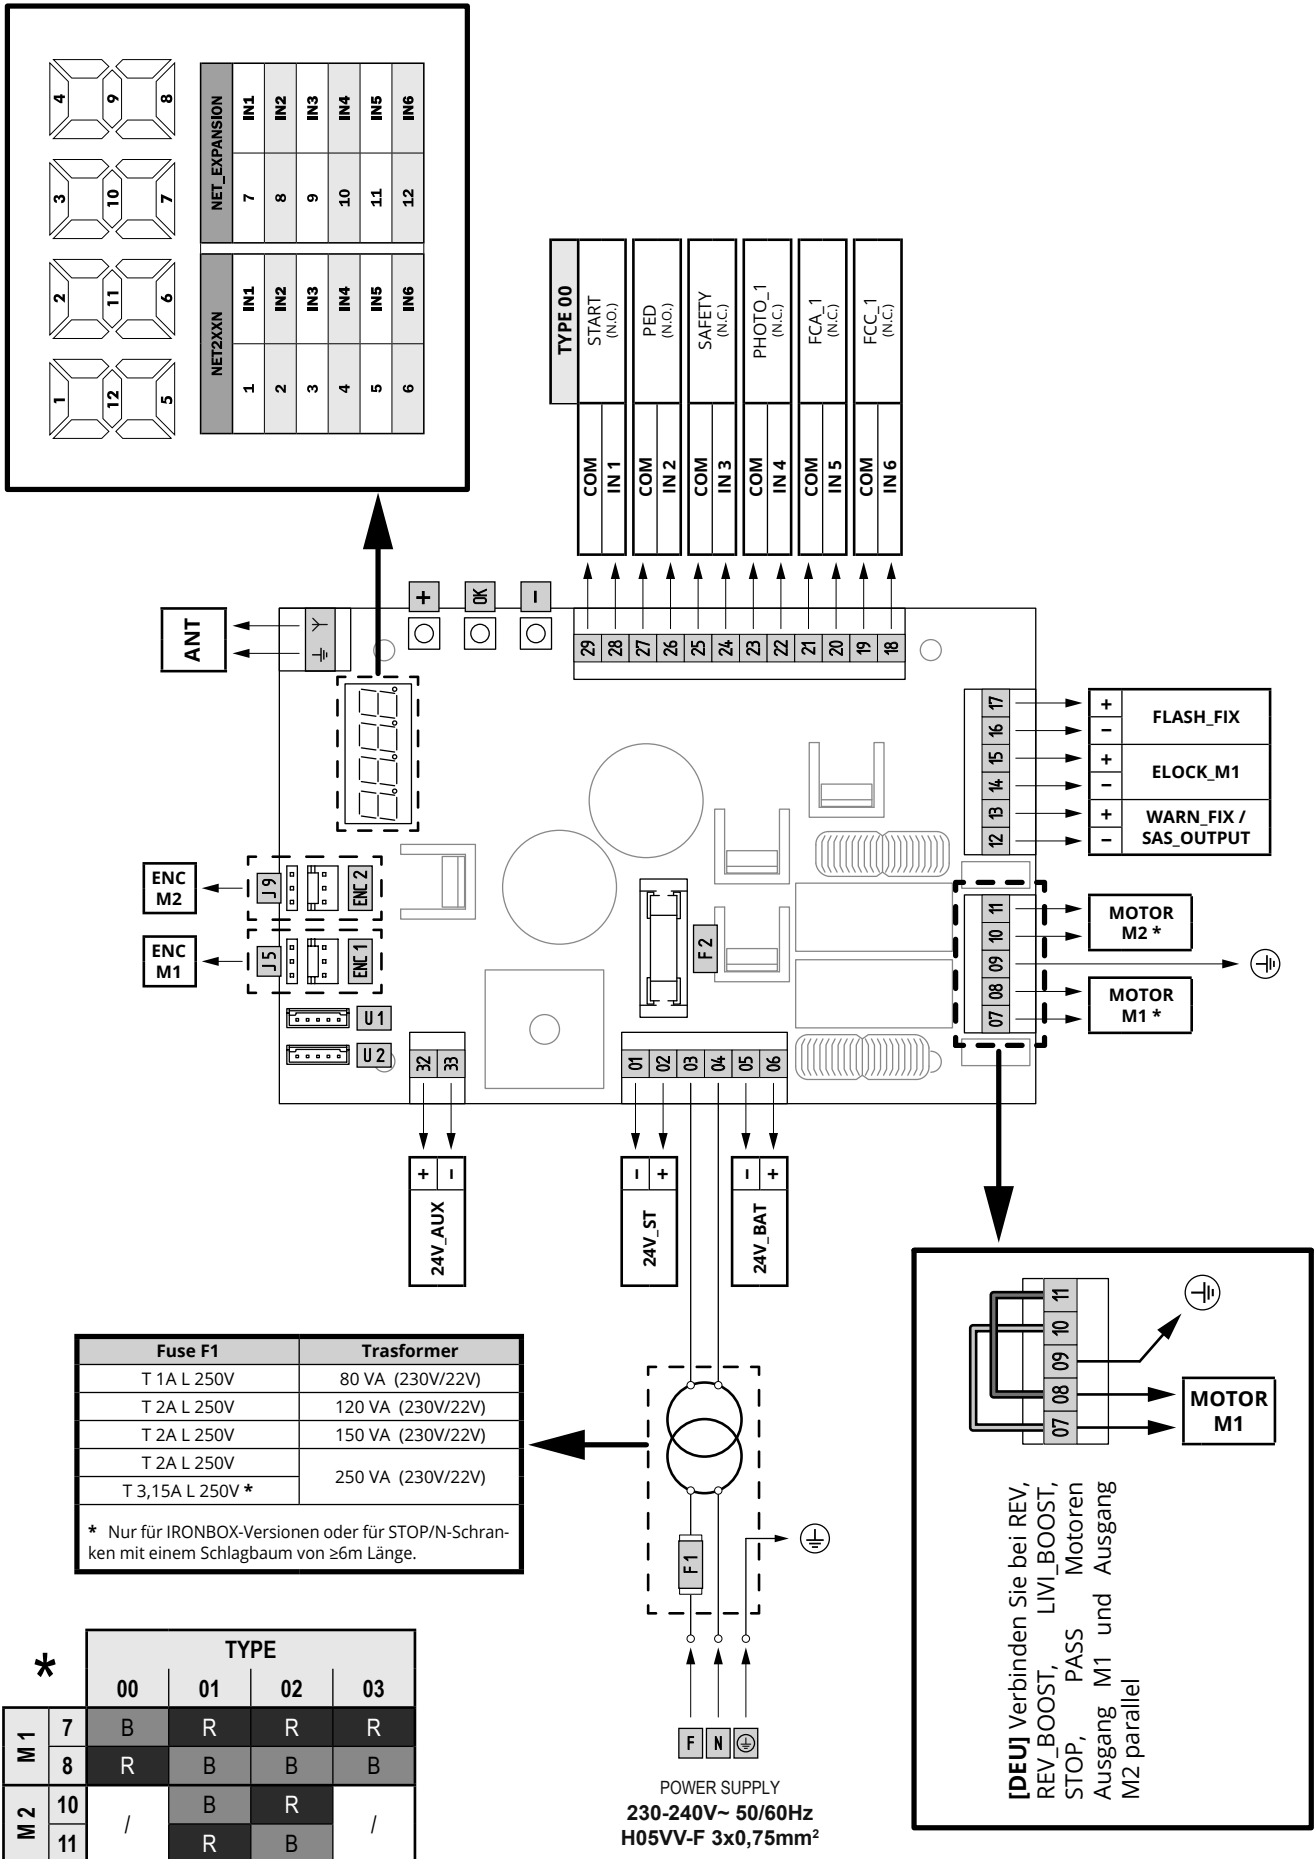 4 9 8
3 10 7
2 11 6
1 12 5
NET2XXN
1 IN1
2 IN2
3 IN3
4 IN4
5 IN5
6 IN6
NET_EXPANSION
7 IN1
8 IN2
9 IN3
10 IN4
11 IN5
12 IN6
TYPE 00
COM
IN 1
START
(N.O.)
COM
IN 2
PED
(N.O.)
COM
IN 3
SAFETY
(N.C.)
COM
IN 4
PHOTO_1
(N.C.)
COM
IN 5
FCA_1
(N.C.)
COM
IN 6
FCC_1
(N.C.)
ANT
+
OK
−
29 28 27 26 25 24 23 22 21 20 19 18
17 + FLASH_FIX
16 −
15 + ELOCK_M1
14 −
13 + WARN_FIX /
12 − SAS_OUTPUT
ENC
M2
J9
ENC 2
ENC
M1
J5
ENC 1
U1
U2
F2
11
10
09
08
07
MOTOR
M2 *
MOTOR
M1 *
32 33
01 02 03 04 05 06
+ −
24V_AUX
− +
24V_ST
− +
24V_BAT
Fuse F1 Trasformer
T 1A L 250V 80 VA (230V/22V)
T 2A L 250V 120 VA (230V/22V)
T 2A L 250V 150 VA (230V/22V)
T 2A L 250V 250 VA (230V/22V)
T 3,15A L 250V *
* Nur für IRONBOX-Versionen oder für STOP/N-Schran-
ken mit einem Schlagbaum von ≥6m Länge.
F1
F N
POWER SUPPLY
230-240V~ 50/60Hz
H05VV-F 3x0,75mm²
11
10
09
08
07
MOTOR
M1
[DEU] Verbinden Sie bei REV,
REV_BOOST, LIVI_BOOST,
STOP, PASS Motoren
Ausgang M1 und Ausgang
M2 parallel
* TYPE
00 01 02 03
M 1 7 B R R R
8 R B B B
M 2 10 / B R /
11 R B